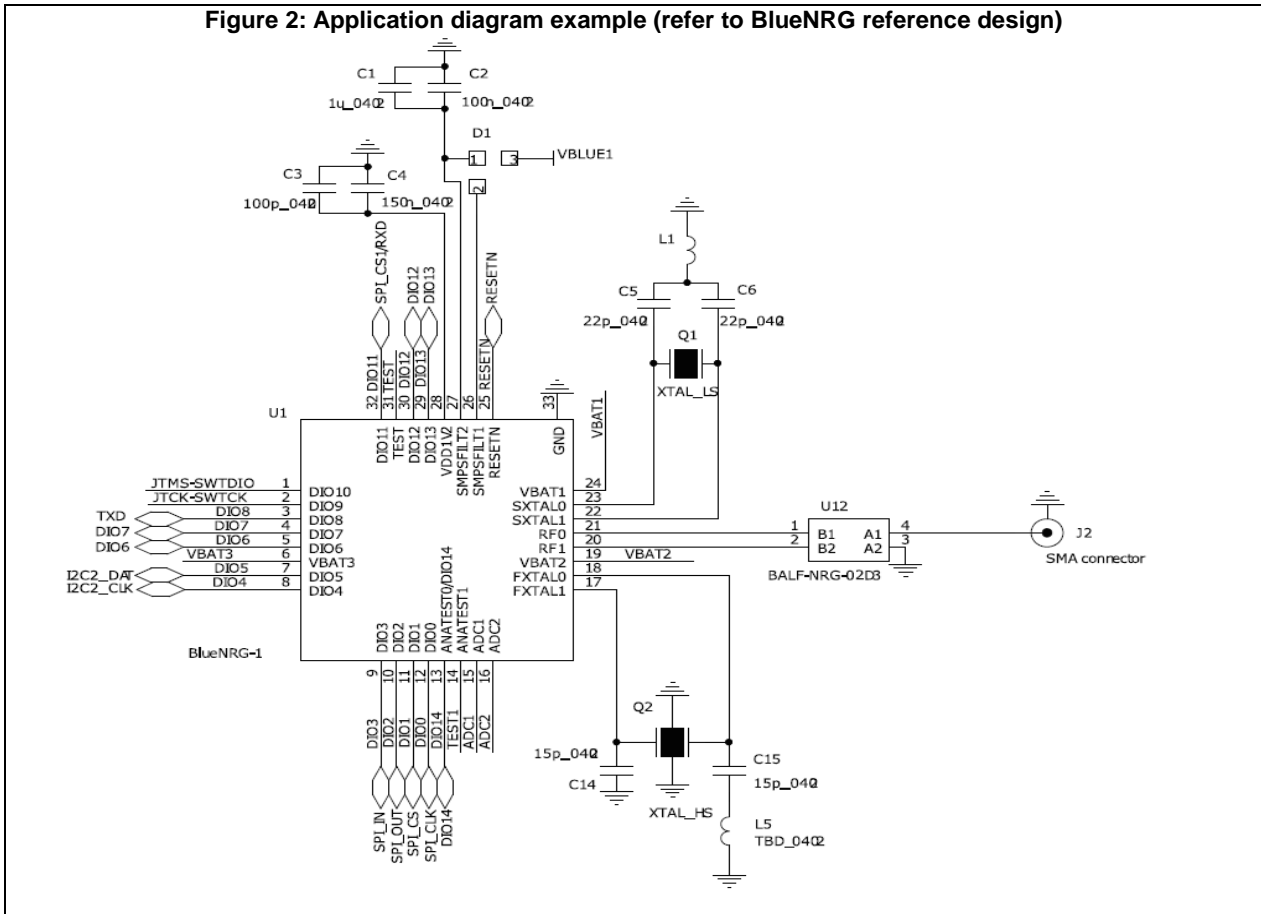 Figure 2: Application diagram example (refer to BlueNRG reference design)
C1
C2
1u_0402
100n_0402
D1
1
3
VBLUE1
2
C3
C4
100p_0402
150n_0402
L1
C5
C6
22p_0402
22p_0402
Q1
XTAL_LS
SPI_CS1/RXD
DIO12
DIO13
RESETN
32 DIO11
31 TEST
30 DIO12
29 DIO13
28
27
26
25 RESETN
33
VBAT1
U1
DIO11
TEST
DIO12
DIO13
VDD1V2
SMPSFILT2
SMPSFILT1
RESETN
GND
JTMS-SWTDIO 1 DIO10
JTCK-SWTCK 2 DIO9
TXD DIO8 3 DIO8
DIO7 DIO7 4 DIO7
DIO6 DIO6 5 DIO6
VBAT3 6 VBAT3
I2C2_DAT DIO5 7 DIO5
I2C2_CLK DIO4 8 DIO4
VBAT1 24
SXTAL0 23
SXTAL1 22
RF0 21
RF1 20
VBAT2 19 VBAT2
FXTAL0 18
FXTAL1 17
U12
1 B1 A1 4
2 B2 A2 3
BALF-NRG-02D3
J2
SMA connector
DIO3
DIO2
DIO1
DIO0
ANATEST0/DIO14
ANATEST1
ADC1
ADC2
BlueNRG-1
9
10
11
12
13
14
15
16
DIO3
DIO2
DIO1
DIO0
DIO14
TEST1
ADC1
ADC2
SPI_IN
SPI_OUT
SPI_CS
SPI_CLK
DIO14
Q2
15p_0402
C14
XTAL_HS
C15
15p_0402
L5
TBD_0402